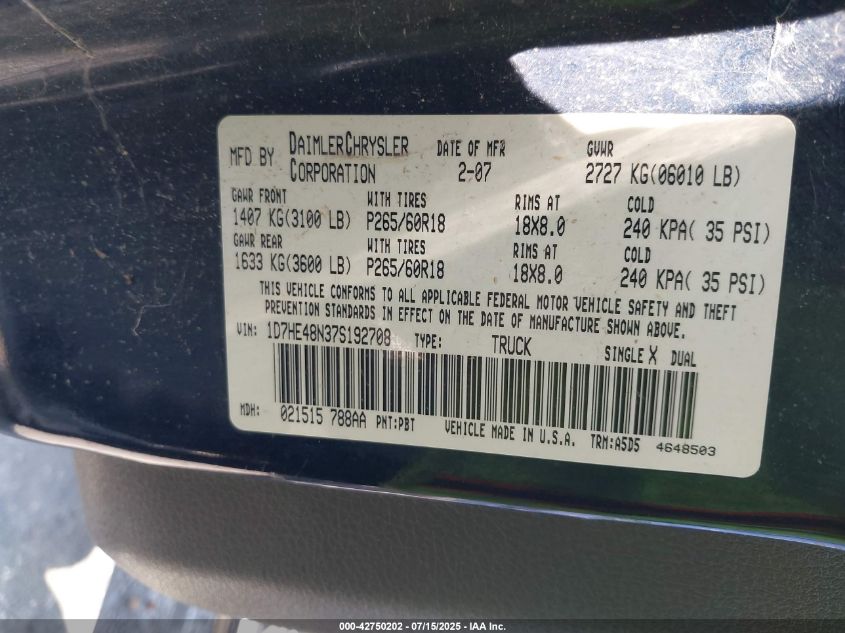 MFD BY DAIMLERCHRYSLER CORPORATION DATE OF MFR 2-07 GVWR 2727 KG(06010 LB)
GAWR FRONT WITH TIRES RIMS AT COLD
1407 KG(3100 LB) P265/60R18 18X8.0 240 KPA( 35 PSI)
GAWR REAR WITH TIRES RIMS AT COLD
1633 KG(3600 LB) P265/60R18 18X8.0 240 KPA( 35 PSI)
THIS VEHICLE CONFORMS TO ALL APPLICABLE FEDERAL MOTOR VEHICLE SAFETY AND THEFT
PREVENTION STANDARDS IN EFFECT ON THE DATE OF MANUFACTURE SHOWN ABOVE.
VIN: 1D7HE48N37S192708 TYPE: TRUCK SINGLE X DUAL
MDH: 021515 788AA PNT:PBT VEHICLE MADE IN U.S.A. TRM:A5D5 4648503
000-42750202 - 07/15/2025 - IAA Inc.